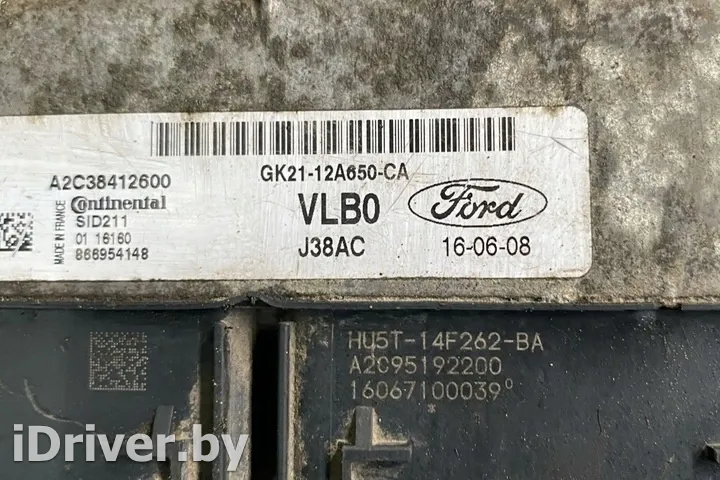 GK21-12A650-CA
A2C38412600
Continental
SID211
01 16160
866954148
MADE IN FRANCE
VLB0
J38AC
Ford
16-06-08
HU5T-14F262-BA
A2C95192200
16067100039°
*
iDriver.by